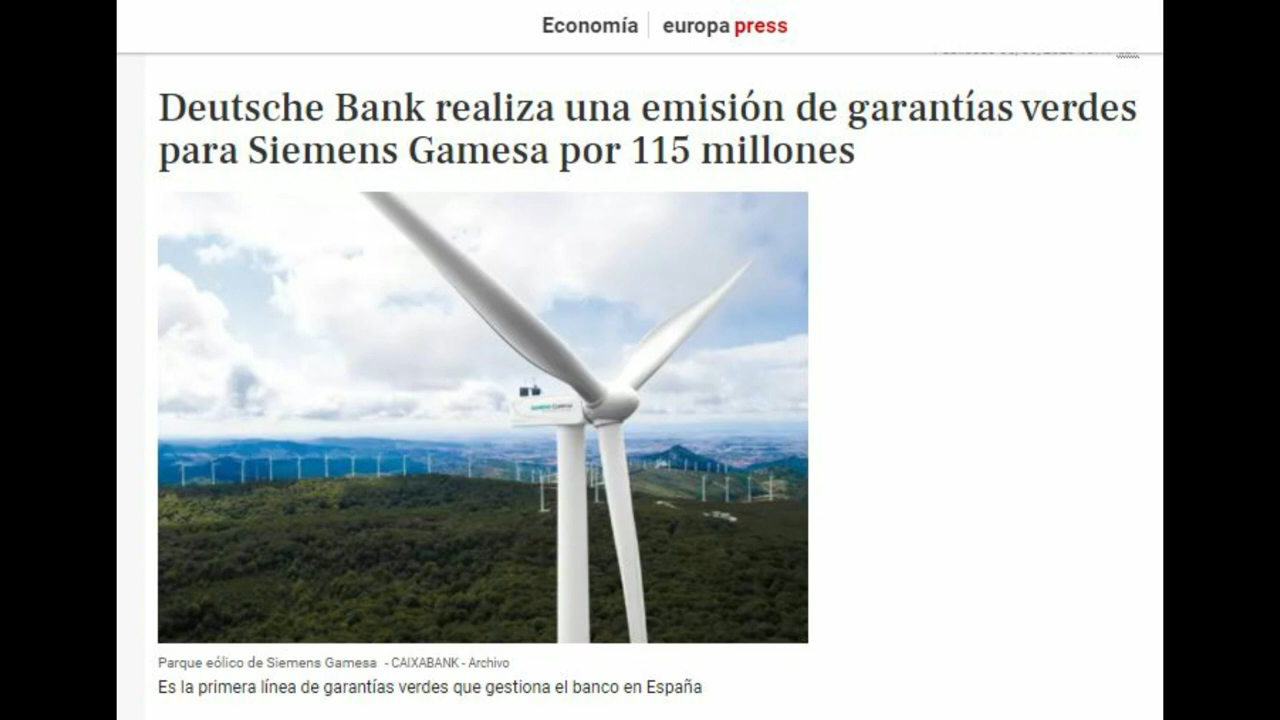 Economía europa press
Deutsche Bank realiza una emisión de garantías verdes
para Siemens Gamesa por 115 millones
Parque eólico de Siemens Gamesa - CAIXABANK - Archivo
Es la primera línea de garantías verdes que gestiona el banco en España